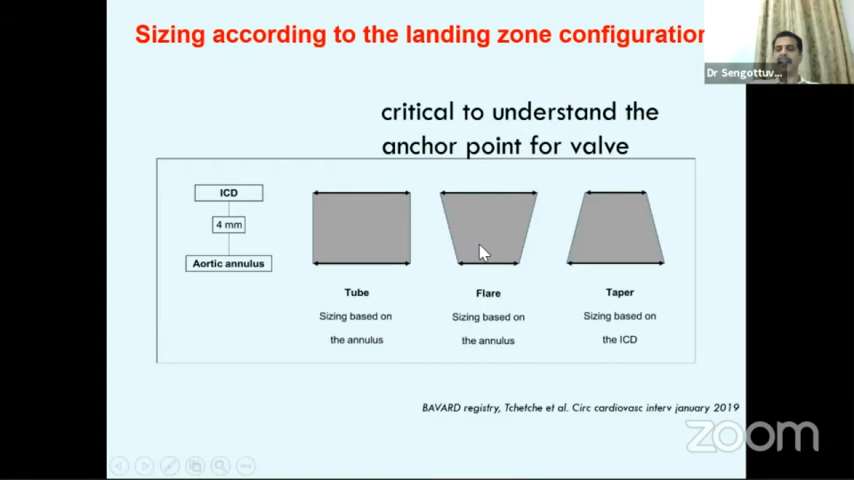 Sizing according to the landing zone configuration
Dr Sengottuv...
critical to understand the
anchor point for valve
ICD
4 mm
Aortic annulus
Tube
Sizing based on
the annulus
Flare
Sizing based on
the annulus
Taper
Sizing based on
the ICD
BAVARD registry, Tchetche et al. Circ cardiovasc interv january 2019
zoom